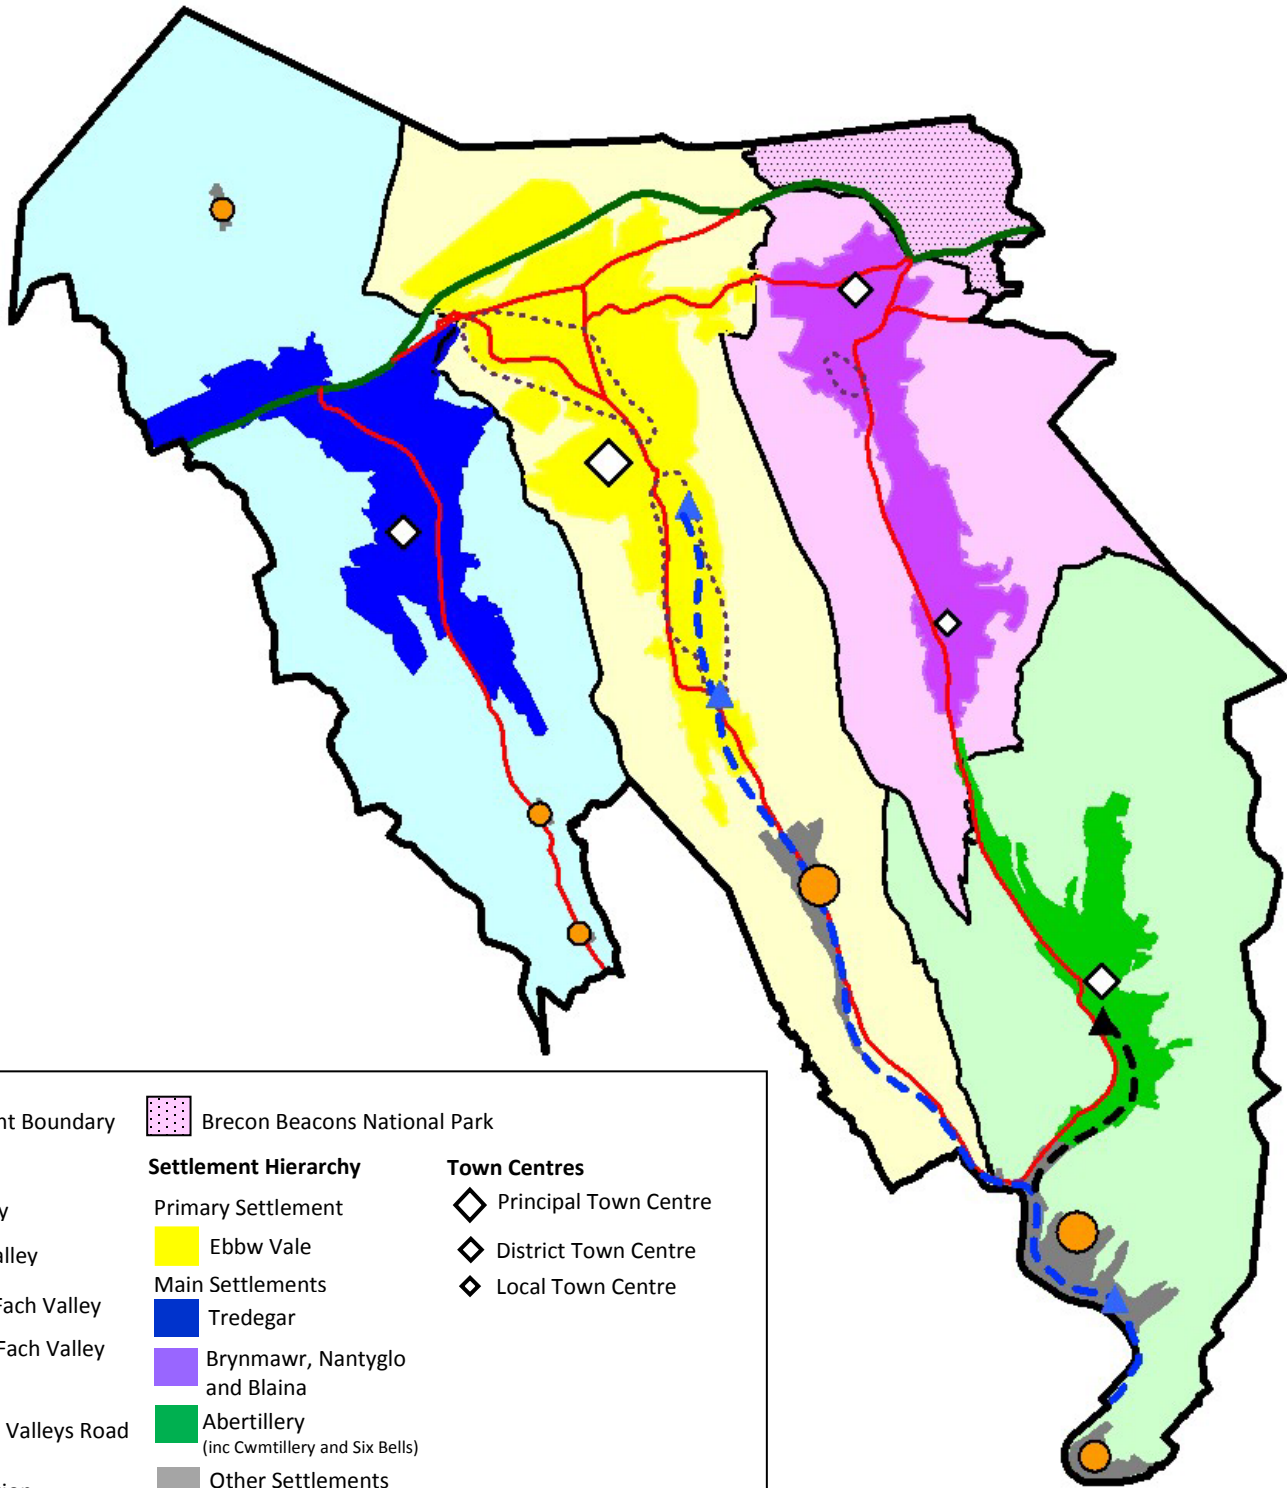 nt Boundary
Brecon Beacons National Park
Settlement Hierarchy
Town Centres
Primary Settlement
Principal Town Centre
y
Ebbw Vale
District Town Centre
alley
Main Settlements
Local Town Centre
Fach Valley
Tredegar
Fach Valley
Brynmawr, Nantyglo
and Blaina
Valleys Road
Abertillery
(inc Cwmtillery and Six Bells)
Other Settlements